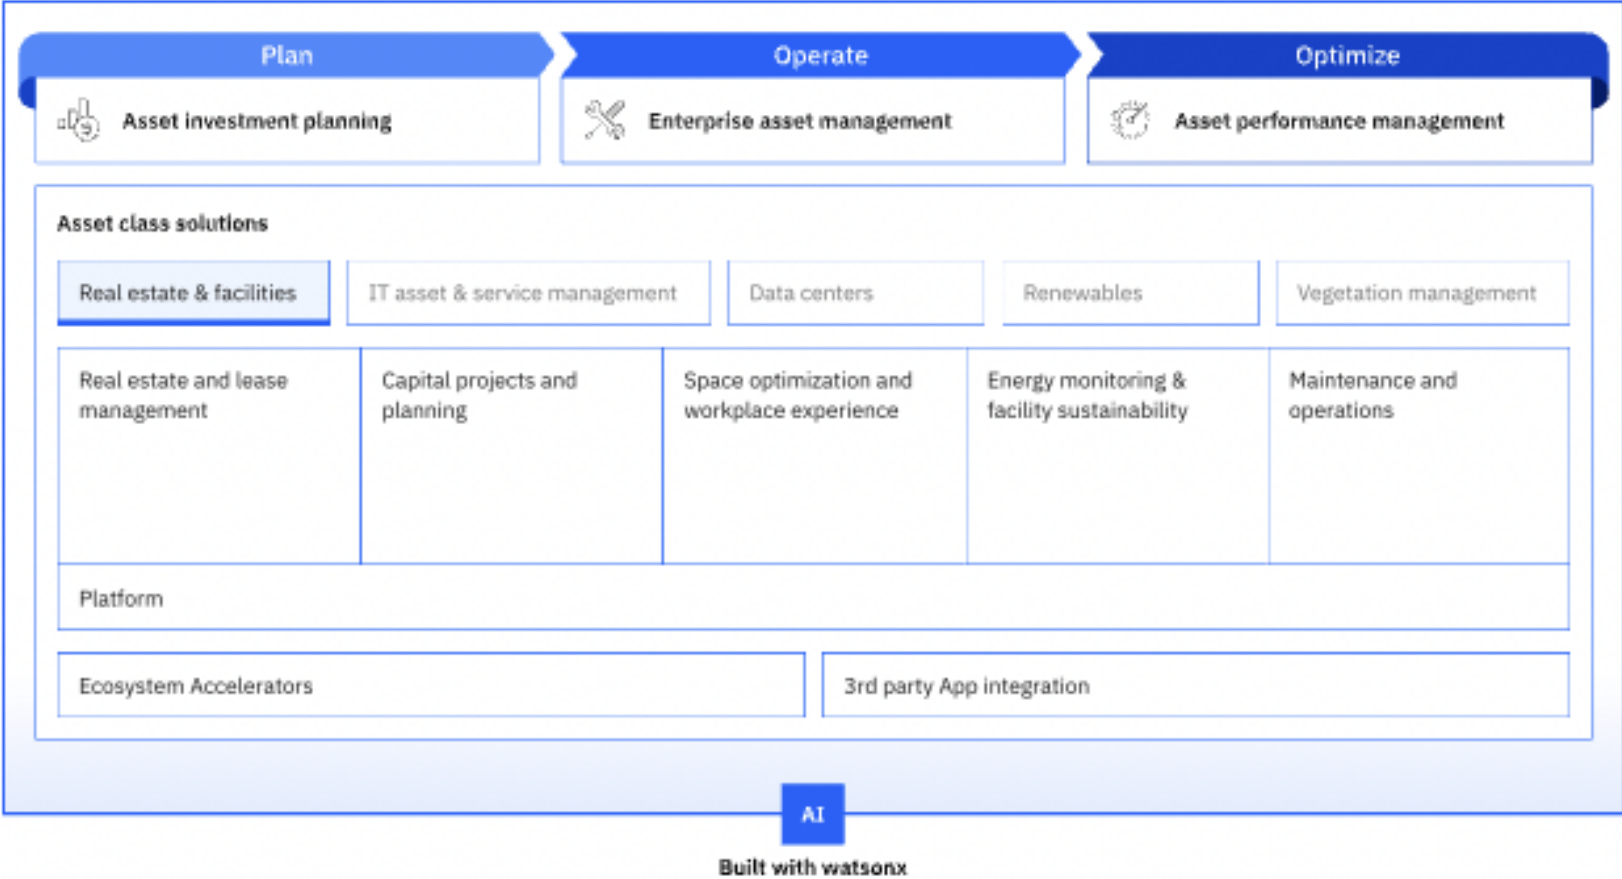 Plan
Operate
Optimize
Asset investment planning
Enterprise asset management
Asset performance management
Asset class solutions
Real estate & facilities
IT asset & service management
Data centers
Renewables
Vegetation management
Real estate and lease
management
Capital projects and
planning
Space optimization and
workplace experience
Energy monitoring &
facility sustainability
Maintenance and
operations
Platform
Ecosystem Accelerators
3rd party App integration
AI
Built with watsonx